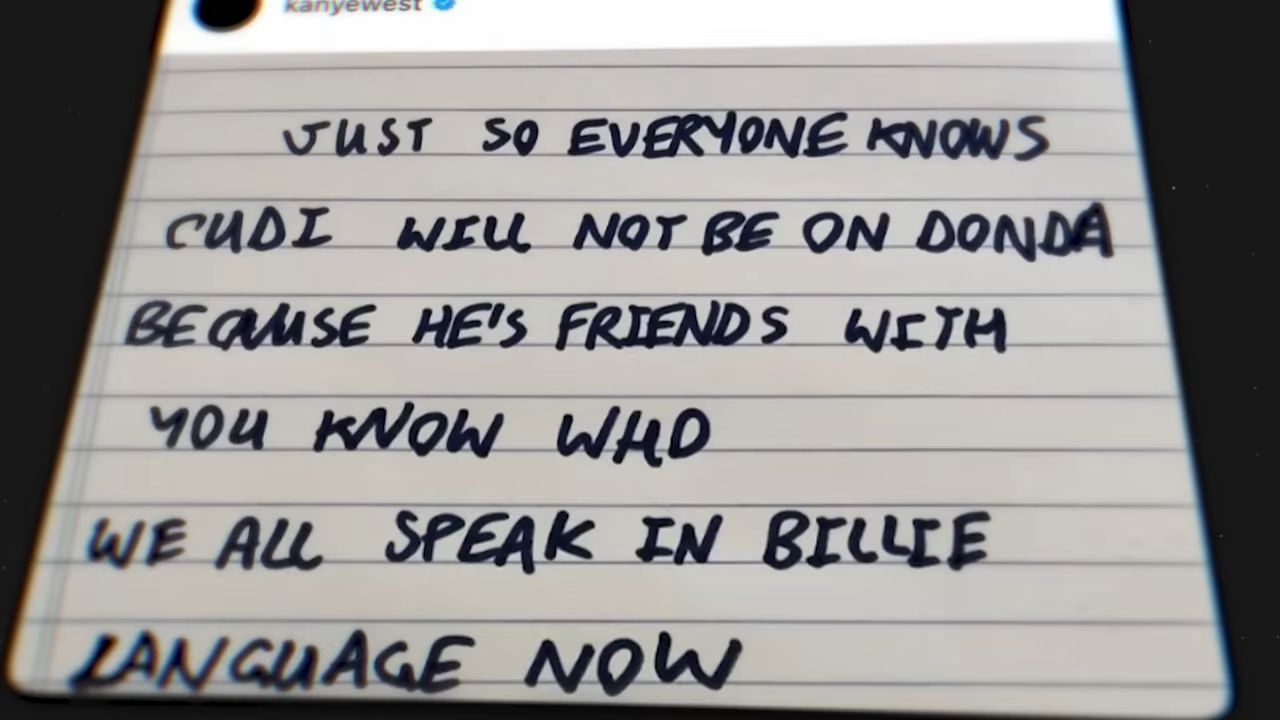 kanyewest
JUST SO EVERYONE KNOWS
CUDI WILL NOT BE ON DONDA
BECAUSE HE'S FRIENDS WITH
YOU KNOW WHO
WE ALL SPEAK IN BILLIE
LANGUAGE NOW